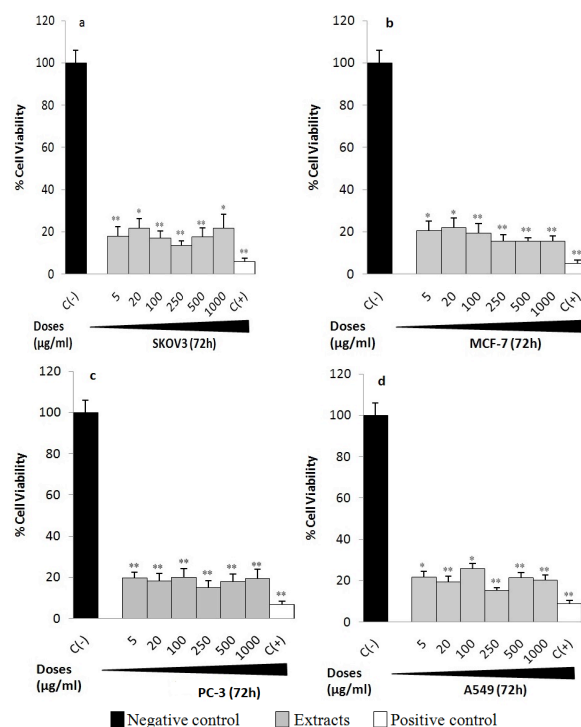 a
% Cell Viability
120
100
80
60
40
20
0
** * ** ** ** * **
C(-) 5 20 100 250 500 1000 C(+)
Doses (µg/ml)
SKOV3 (72h)
b
% Cell Viability
120
100
80
60
40
20
0
* * ** ** ** ** **
C(-) 5 20 100 250 500 1000 C(+)
Doses (µg/ml)
MCF-7 (72h)
c
% Cell Viability
120
100
80
60
40
20
0
** ** ** ** ** ** **
C(-) 5 20 100 250 500 1000 C(+)
Doses (µg/ml)
PC-3 (72h)
d
% Cell Viability
120
100
80
60
40
20
0
* ** * ** ** ** **
C(-) 5 20 100 250 500 1000 C(+)
Doses (µg/ml)
A549 (72h)
Negative control Extracts Positive control